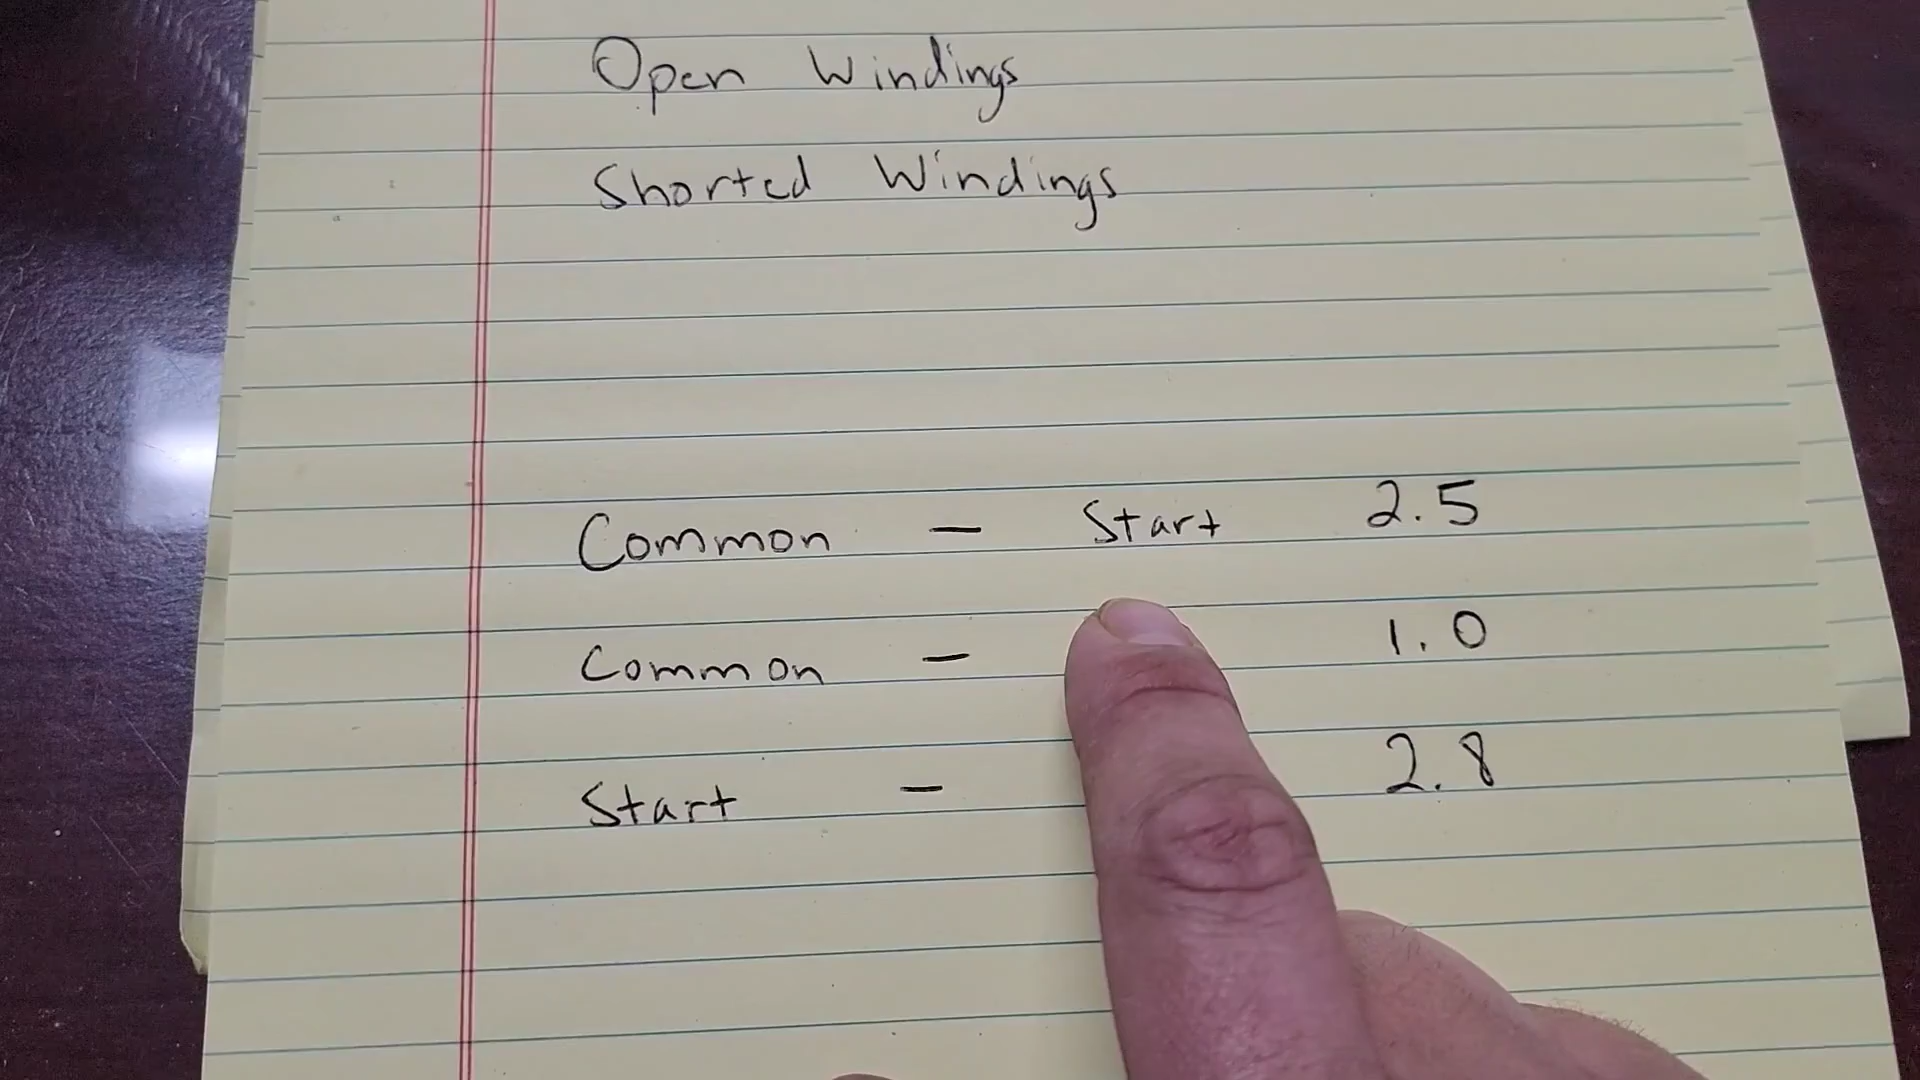 Open Windings
Shorted Windings
Common - Start 2.5
Common - 1.0
Start - 2.8